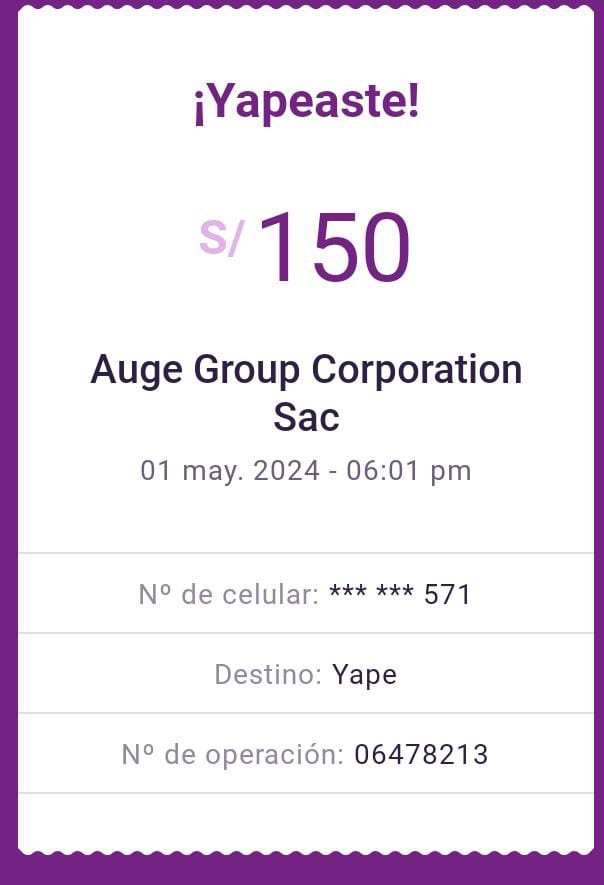 ¡Yapeaste!
S/ 150
Auge Group Corporation
Sac
01 may. 2024 - 06:01 pm
Nº de celular: *** *** 571
Destino: Yape
Nº de operación: 06478213